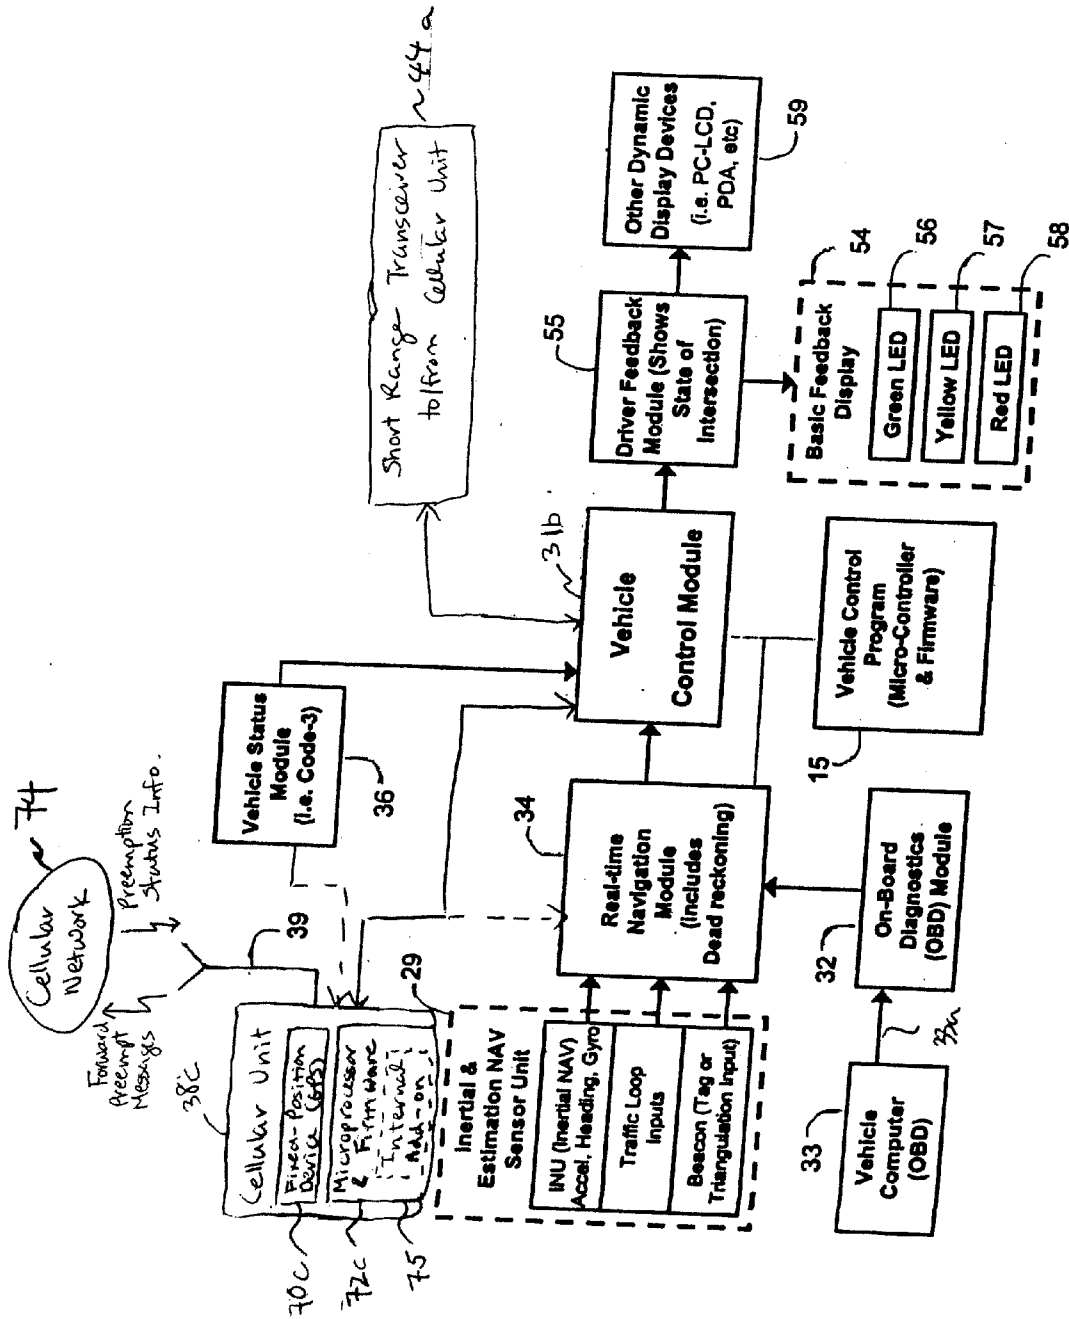 Cellular
Network
74
Forward
Preempt
Messages
Preemption
Status Info.
39
38c
Cellular Unit
Fixed-Position
Device (GPS)
Microprocessor
& Firmware
Internal
Add-on
70c
72c
75
29
Inertial &
Estimation NAV
Sensor Unit
INU (Inertial NAV)
Accel, Heading, Gyro
Traffic Loop
Inputs
Beacon (Tag or
Triangulation Input)
33
Vehicle
Computer
(OBD)
33a
Vehicle Status
Module
(i.e. Code-3)
36
34
Real-time
Navigation
Module
(includes
Dead reckoning)
32
On-Board
Diagnostics
(OBD) Module
31b
Vehicle
Control Module
15
Vehicle Control
Program
(Micro-Controller
& Firmware)
Short Range Transceiver
to/from Cellular Unit
44a
55
Driver Feedback
Module (Shows
State of
Intersection)
Other Dynamic
Display Devices
(i.e. PC-LCD,
PDA, etc)
59
Basic Feedback
Display
54
Green LED
56
Yellow LED
57
Red LED
58